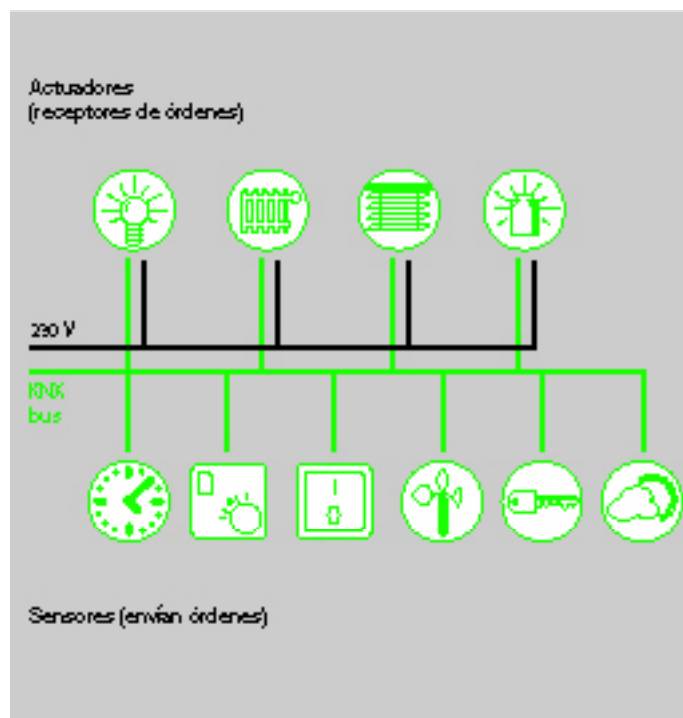 Actuadores
(receptores de órdenes)
230 V
KNX
bus
Sensores (envían órdenes)